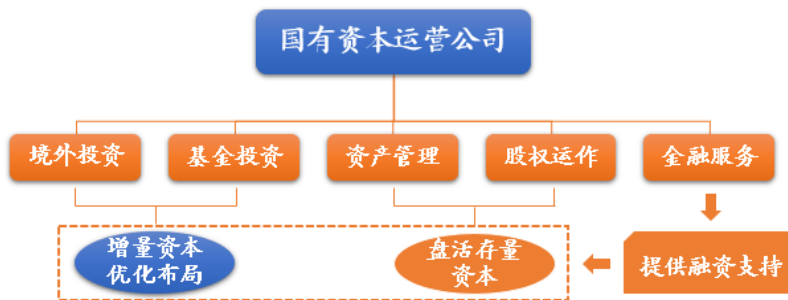 国有资本运营公司
境外投资
基金投资
资产管理
股权运作
金融服务
增量资本
优化布局
盘活存量
资本
提供融资支持